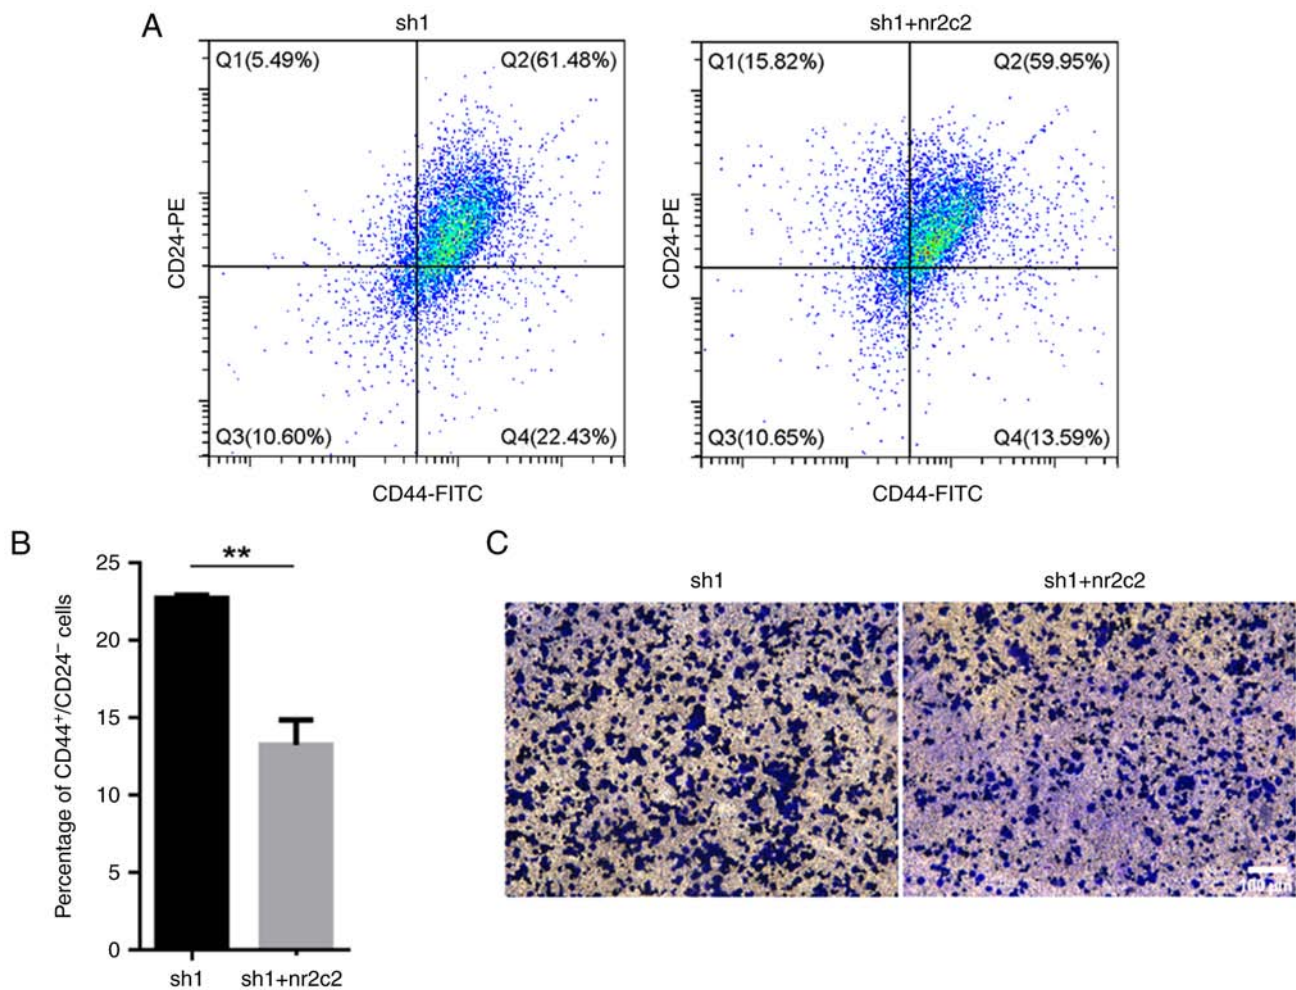 A
sh1
sh1+nr2c2
Q1(5.49%)
Q2(61.48%)
Q1(15.82%)
Q2(59.95%)
CD24-PE
CD24-PE
Q3(10.60%)
Q4(22.43%)
Q3(10.65%)
Q4(13.59%)
CD44-FITC
CD44-FITC
B
Percentage of CD44⁺/CD24⁻ cells
25
20
15
10
5
0
**
sh1
sh1+nr2c2
C
sh1
sh1+nr2c2
100 μm